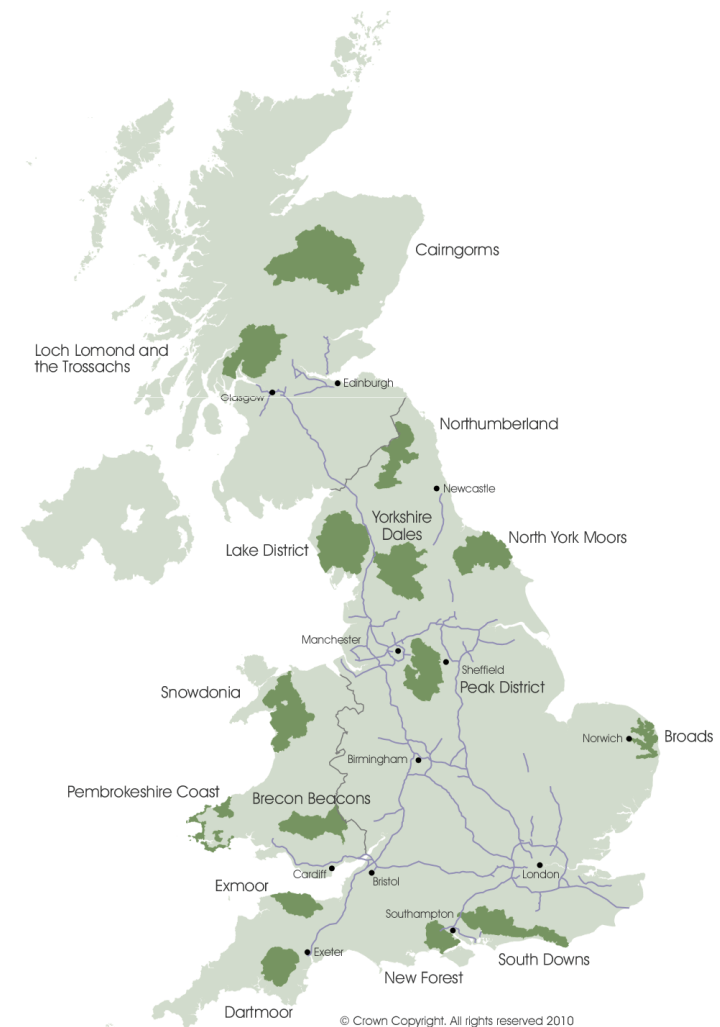 Cairngorms
Loch Lomond and
the Trossachs
Edinburgh
Glasgow
Northumberland
Newcastle
Yorkshire
Dales
North York Moors
Lake District
Manchester
Sheffield
Peak District
Snowdonia
Norwich
Broads
Birmingham
Pembrokeshire Coast
Brecon Beacons
Cardiff
Bristol
London
Exmoor
Southampton
Exeter
South Downs
New Forest
Dartmoor
© Crown Copyright. All rights reserved 2010